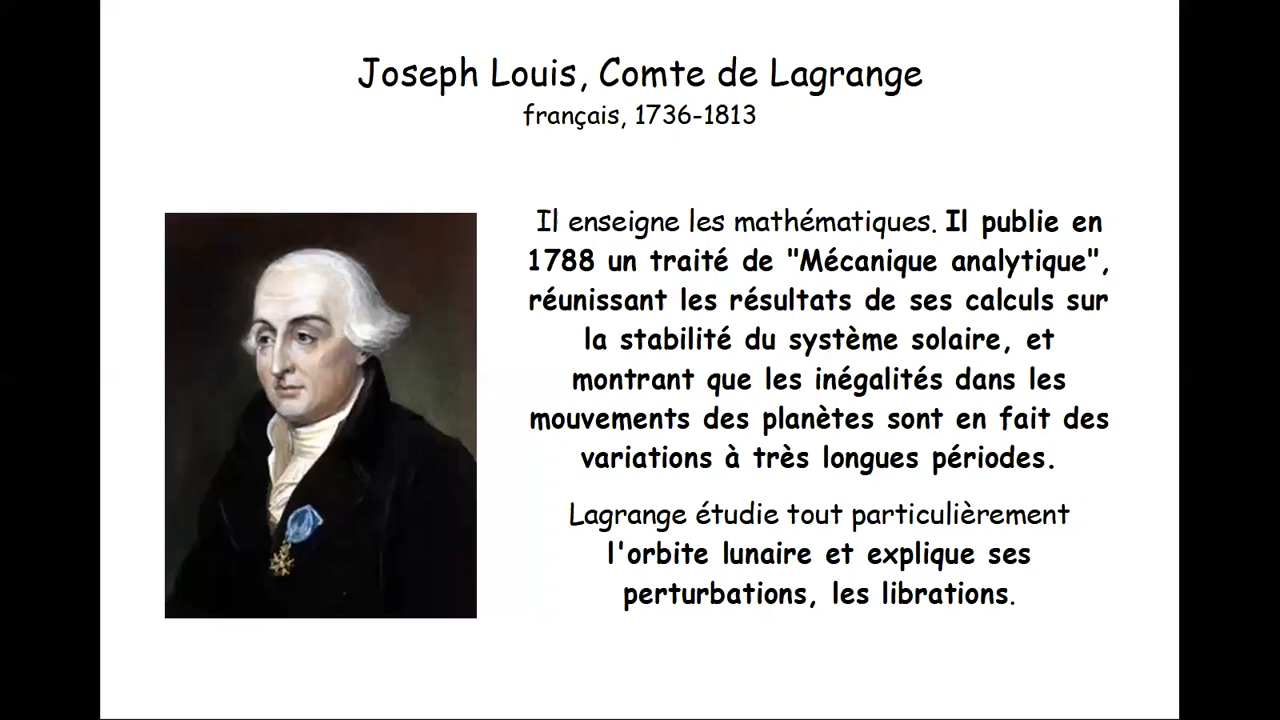 Joseph Louis, Comte de Lagrange
français, 1736-1813
Il enseigne les mathématiques. Il publie en
1788 un traité de "Mécanique analytique",
réunissant les résultats de ses calculs sur
la stabilité du système solaire, et
montrant que les inégalités dans les
mouvements des planètes sont en fait des
variations à très longues périodes.
Lagrange étudie tout particulièrement
l'orbite lunaire et explique ses
perturbations, les librations.